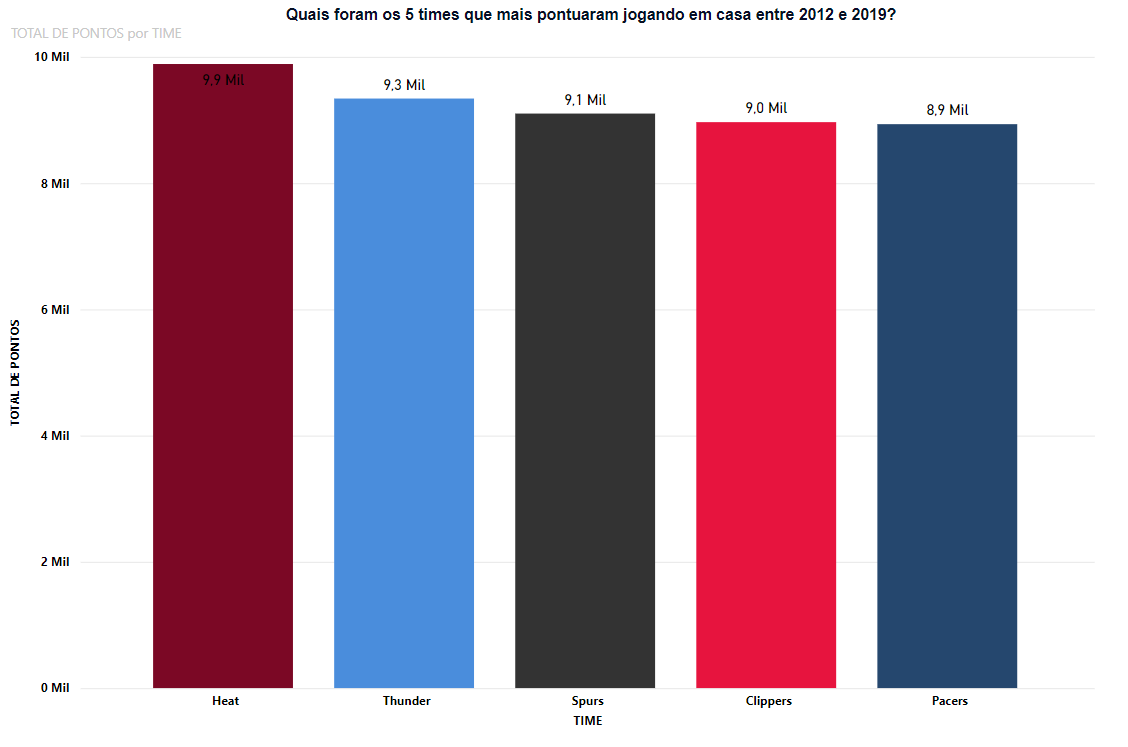 Quais foram os 5 times que mais pontuaram jogando em casa entre 2012 e 2019?
TOTAL DE PONTOS por TIME
TOTAL DE PONTOS
10 Mil
8 Mil
6 Mil
4 Mil
2 Mil
0 Mil
9,9 Mil
9,3 Mil
9,1 Mil
9,0 Mil
8,9 Mil
Heat
Thunder
Spurs
Clippers
Pacers
TIME